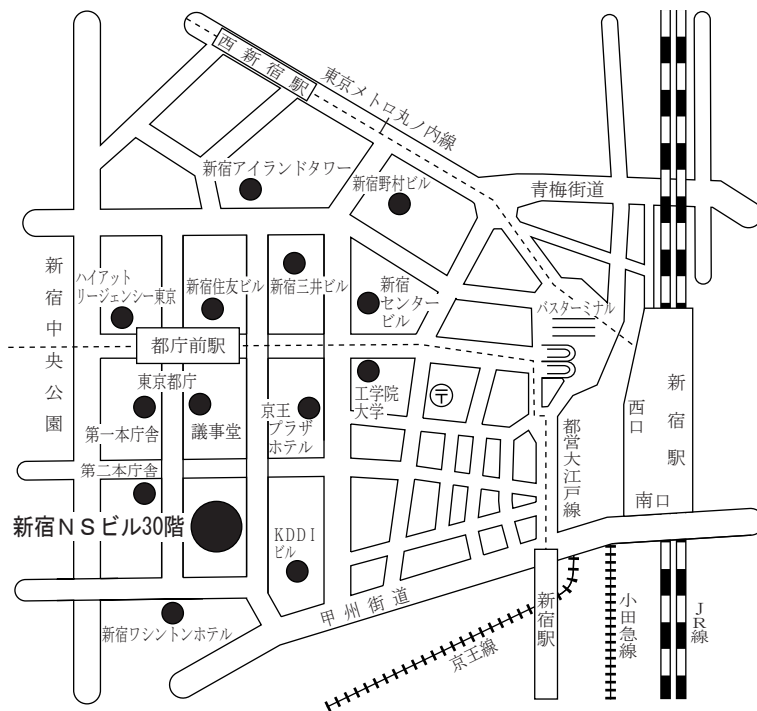 西新宿駅
東京メトロ丸ノ内線
新宿アイランドタワー
新宿野村ビル
青梅街道
新宿中央公園
ハイアット
リージェンシー東京
新宿住友ビル
新宿三井ビル
新宿
センター
ビル
バスターミナル
都庁前駅
東京都庁
第一本庁舎
議事堂
京王
プラザ
ホテル
工学院
大学
〒
西口
新宿駅
都営大江戸線
第二本庁舎
南口
新宿NSビル30階
KDDI
ビル
新宿ワシントンホテル
甲州街道
京王線
新宿駅
小田急線
JR線